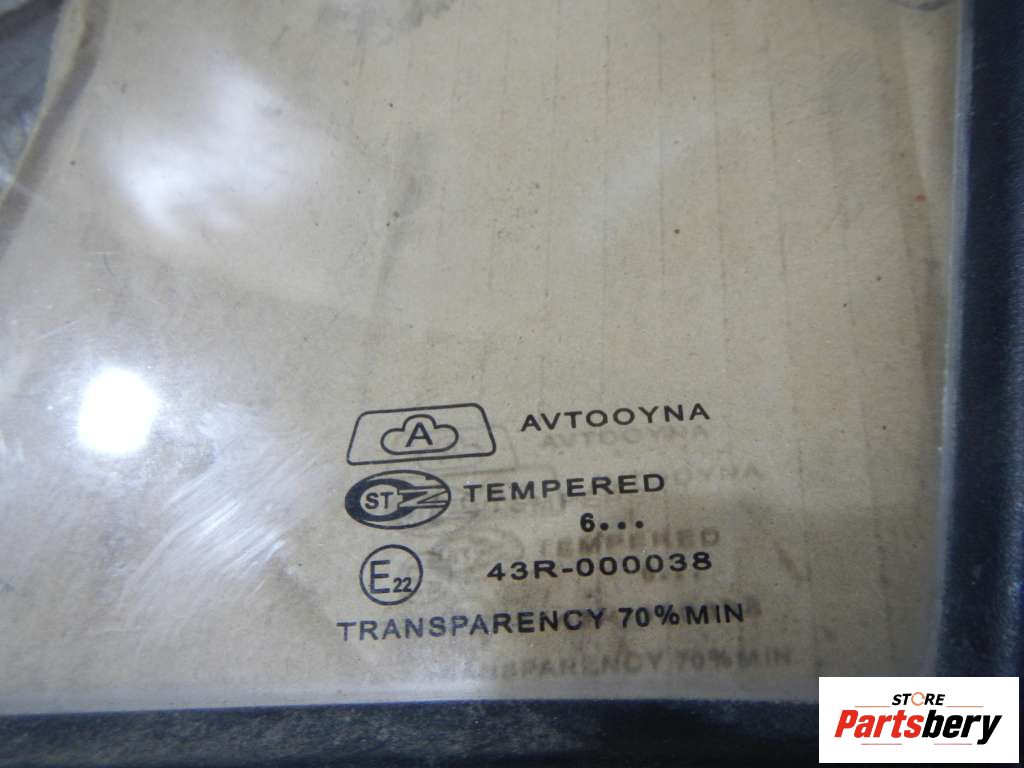 A AVTOOYNA
ST TEMPERED
6...
E22 43R-000038
TRANSPARENCY 70%MIN
STORE
Partsbery